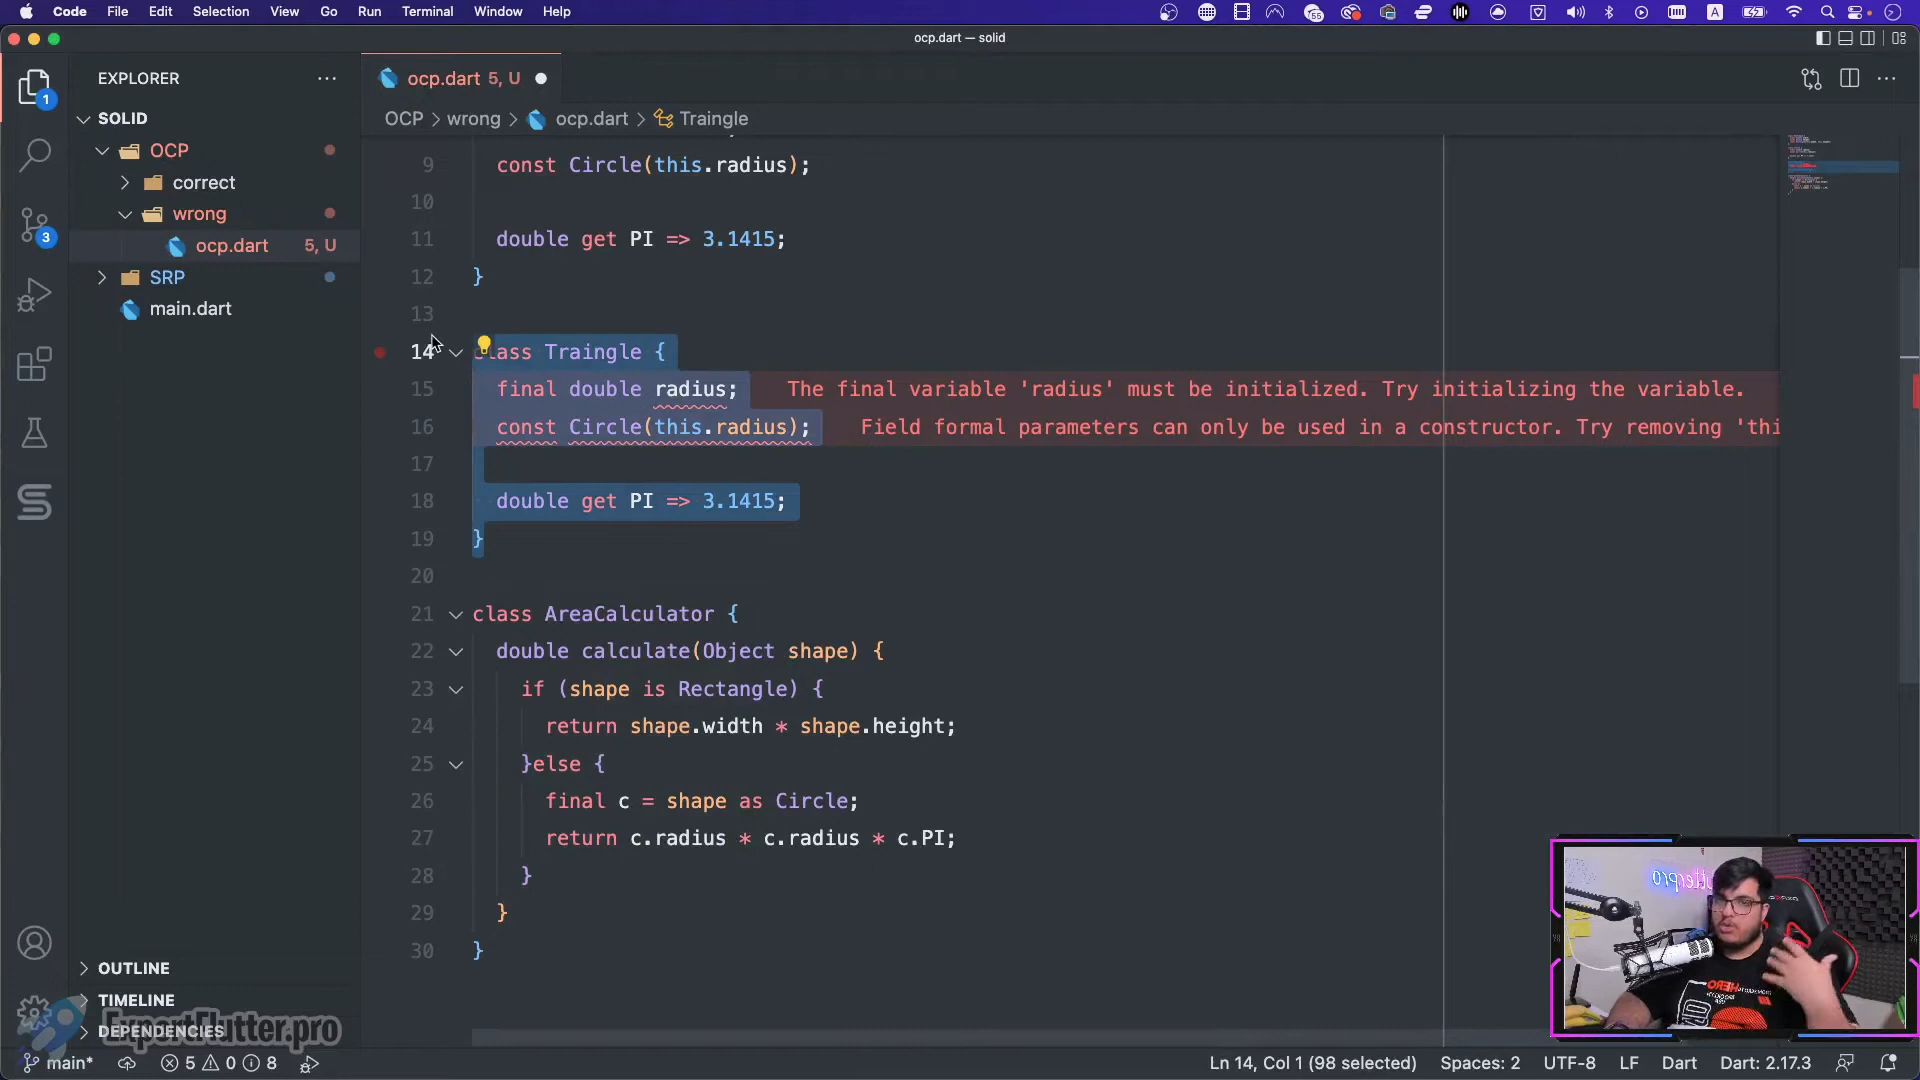 Code File Edit Selection View Go Run Terminal Window Help
55
A
ocp.dart — solid
EXPLORER
ocp.dart 5, U
1
SOLID
OCP > wrong > ocp.dart > Traingle
OCP
correct
wrong
3
ocp.dart 5, U
SRP
main.dart
9 const Circle(this.radius);
10
11 double get PI => 3.1415;
12 }
13
14 class Traingle {
15 final double radius; The final variable 'radius' must be initialized. Try initializing the variable.
16 const Circle(this.radius); Field formal parameters can only be used in a constructor. Try removing 'thi
17
18 double get PI => 3.1415;
19 }
20
21 class AreaCalculator {
22 double calculate(Object shape) {
23 if (shape is Rectangle) {
24 return shape.width * shape.height;
25 }else {
26 final c = shape as Circle;
27 return c.radius * c.radius * c.PI;
28 }
29 }
30 }
OUTLINE
TIMELINE
DEPENDENCIES
ExpertFlutter.pro
main* 5 0 8
Ln 14, Col 1 (98 selected) Spaces: 2 UTF-8 LF Dart Dart: 2.17.3
HERO